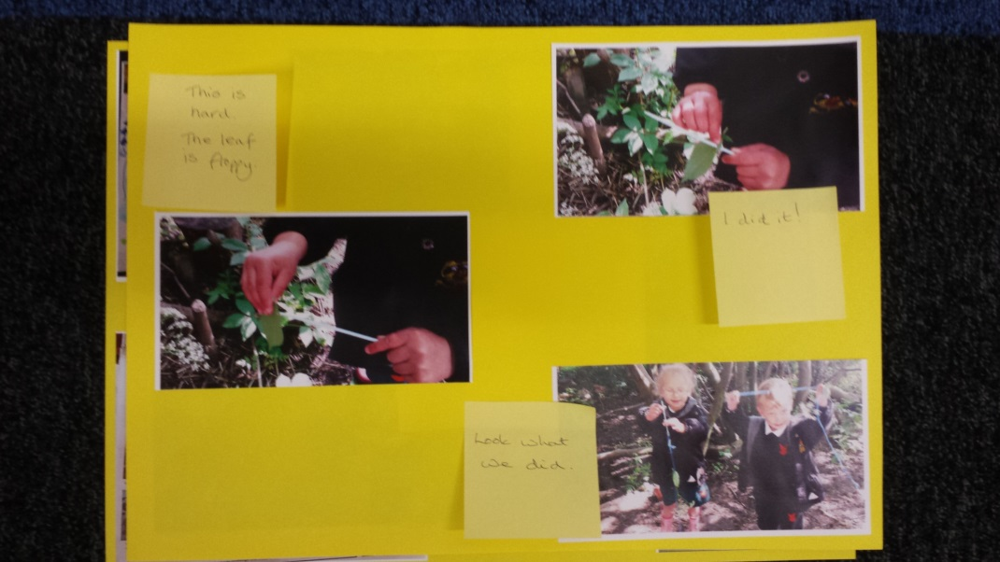 This is
hard.
The leaf
is floppy.
I did it!
Look what
we did.